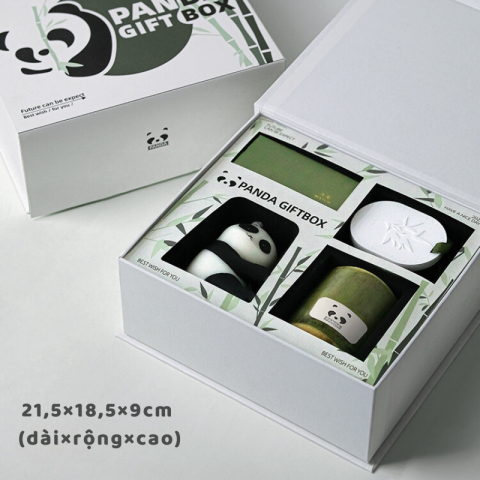 PANDA
GIFT BOX
Future can be expect
Best wish / for you /
PANDA GIFTBOX
BEST WISH FOR YOU
BEST WISH FOR YOU
21,5×18,5×9cm
(dài×rộng×cao)